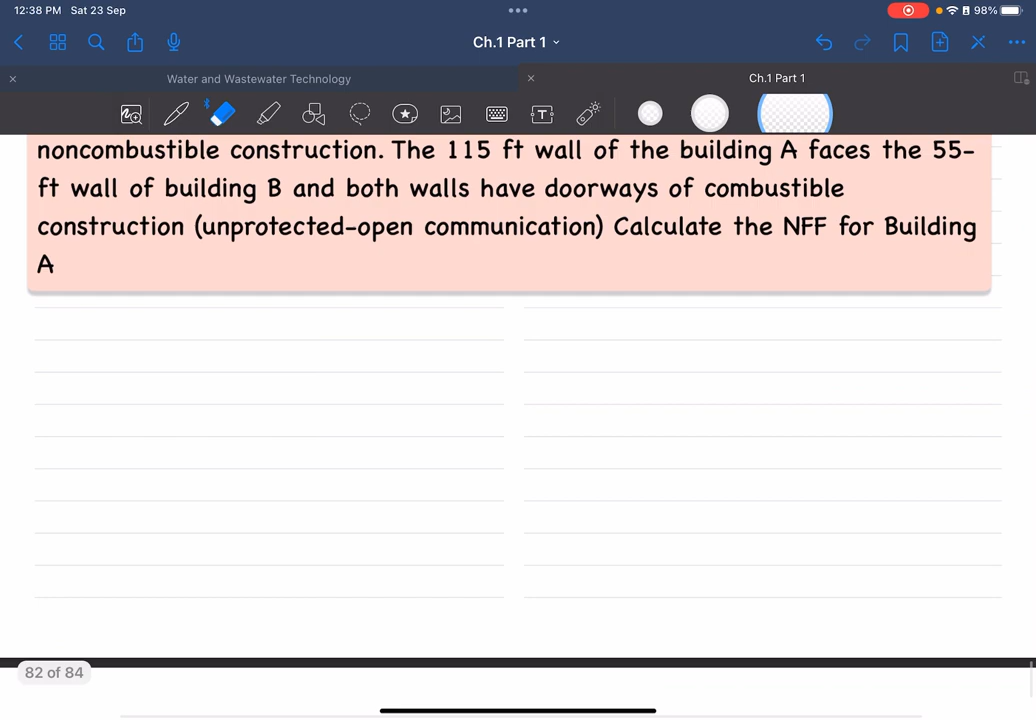 12:38 PM Sat 23 Sep
98%
Ch.1 Part 1
Water and Wastewater Technology
Ch.1 Part 1
T
noncombustible construction. The 115 ft wall of the building A faces the 55-
ft wall of building B and both walls have doorways of combustible
construction (unprotected-open communication) Calculate the NFF for Building
A
82 of 84